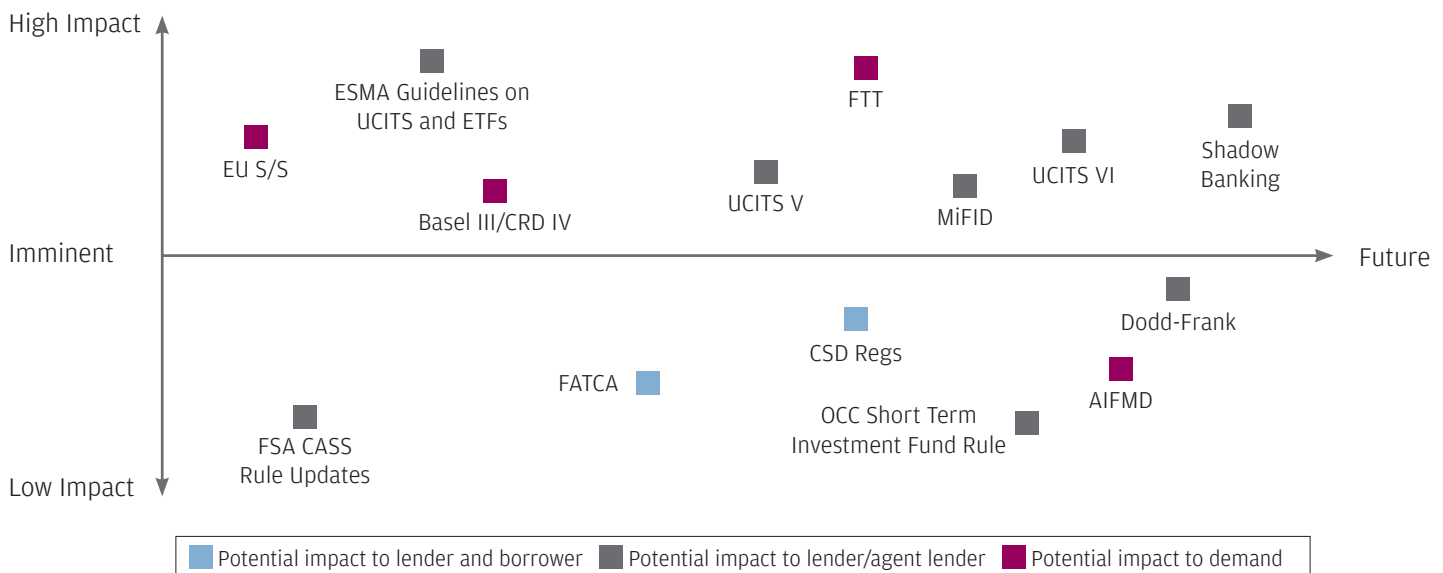 High Impact
ESMA Guidelines on
UCITS and ETFs
FTT
EU S/S
Basel III/CRD IV
UCITS V
MiFID
UCITS VI
Shadow
Banking
Imminent
Future
Dodd-Frank
CSD Regs
FATCA
AIFMD
OCC Short Term
Investment Fund Rule
FSA CASS
Rule Updates
Low Impact
Potential impact to lender and borrower
Potential impact to lender/agent lender
Potential impact to demand